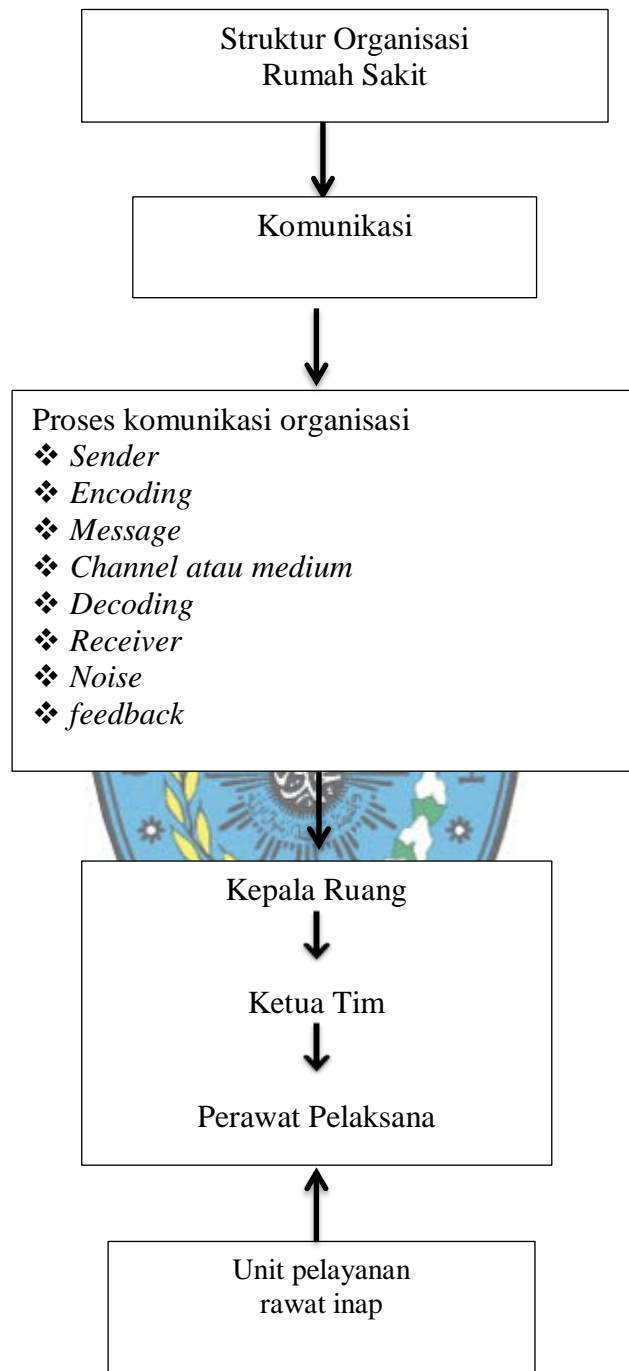 Struktur Organisasi
Rumah Sakit
Komunikasi
Proses komunikasi organisasi
❖ Sender
❖ Encoding
❖ Message
❖ Channel atau medium
❖ Decoding
❖ Receiver
❖ Noise
❖ feedback
Kepala Ruang
Ketua Tim
Perawat Pelaksana
Unit pelayanan
rawat inap